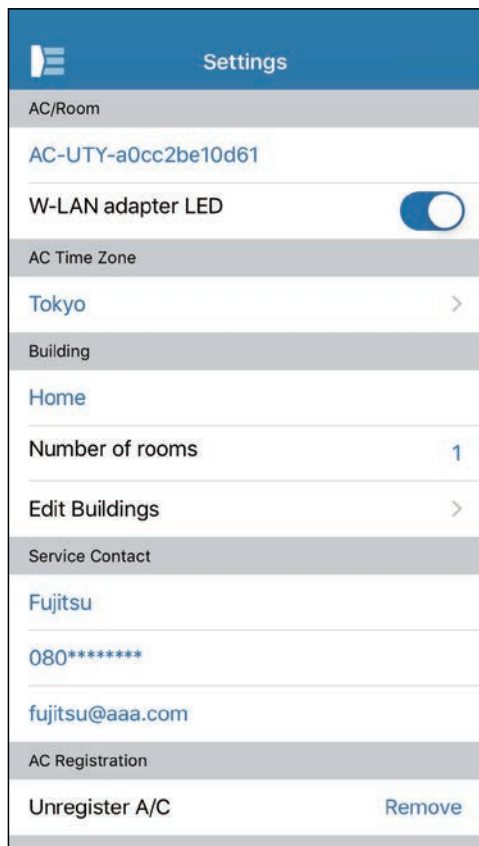 Settings
AC/Room
AC-UTY-a0cc2be10d61
W-LAN adapter LED
AC Time Zone
Tokyo
Building
Home
Number of rooms 1
Edit Buildings
Service Contact
Fujitsu
080********
fujitsu@aaa.com
AC Registration
Unregister A/C Remove